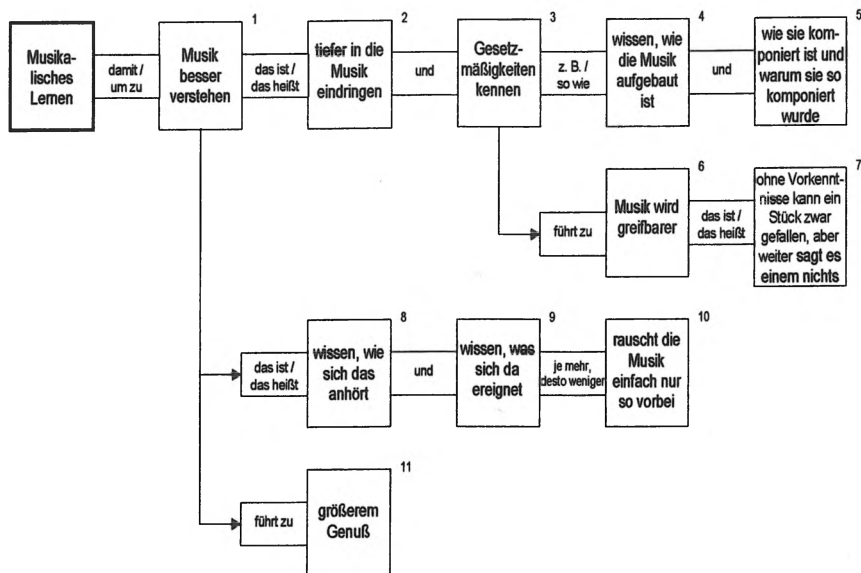 Musika-
lisches
Lernen
damit /
um zu
1
Musik
besser
verstehen
das ist /
das heißt
2
tiefer in die
Musik
eindringen
und
3
Gesetz-
mäßigkeiten
kennen
z. B. /
so wie
4
wissen, wie
die Musik
aufgebaut
ist
und
5
wie sie kom-
poniert ist und
warum sie so
komponiert
wurde
führt zu
6
Musik wird
greifbarer
das ist /
das heißt
7
ohne Vorkennt-
nisse kann ein
Stück zwar
gefallen, aber
weiter sagt es
einem nichts
das ist /
das heißt
8
wissen, wie
sich das
anhört
und
9
wissen, was
sich da
ereignet
je mehr,
desto weniger
10
rauscht die
Musik
einfach nur
so vorbei
führt zu
11
größerem
Genuß